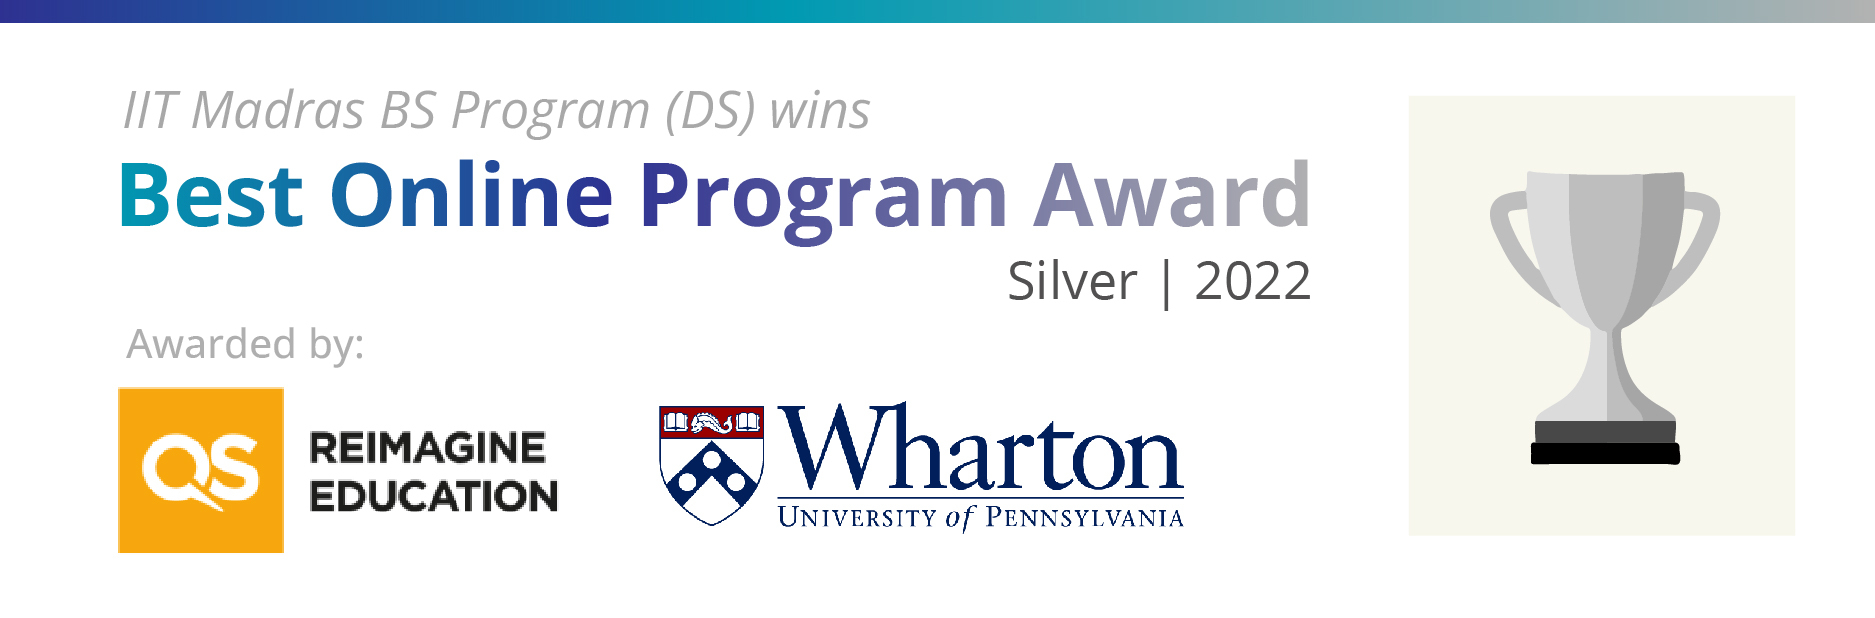 IIT Madras BS Program (DS) wins
Best Online Program Award
Silver | 2022
Awarded by:
QS
REIMAGINE
EDUCATION
Wharton
UNIVERSITY of PENNSYLVANIA